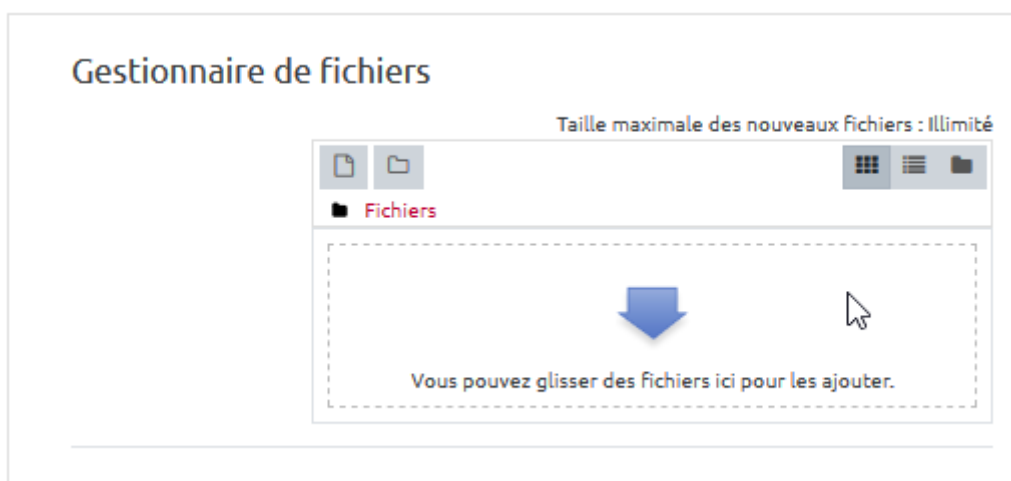 Gestionnaire de fichiers
Taille maximale des nouveaux fichiers : Illimité
Fichiers
Vous pouvez glisser des fichiers ici pour les ajouter.